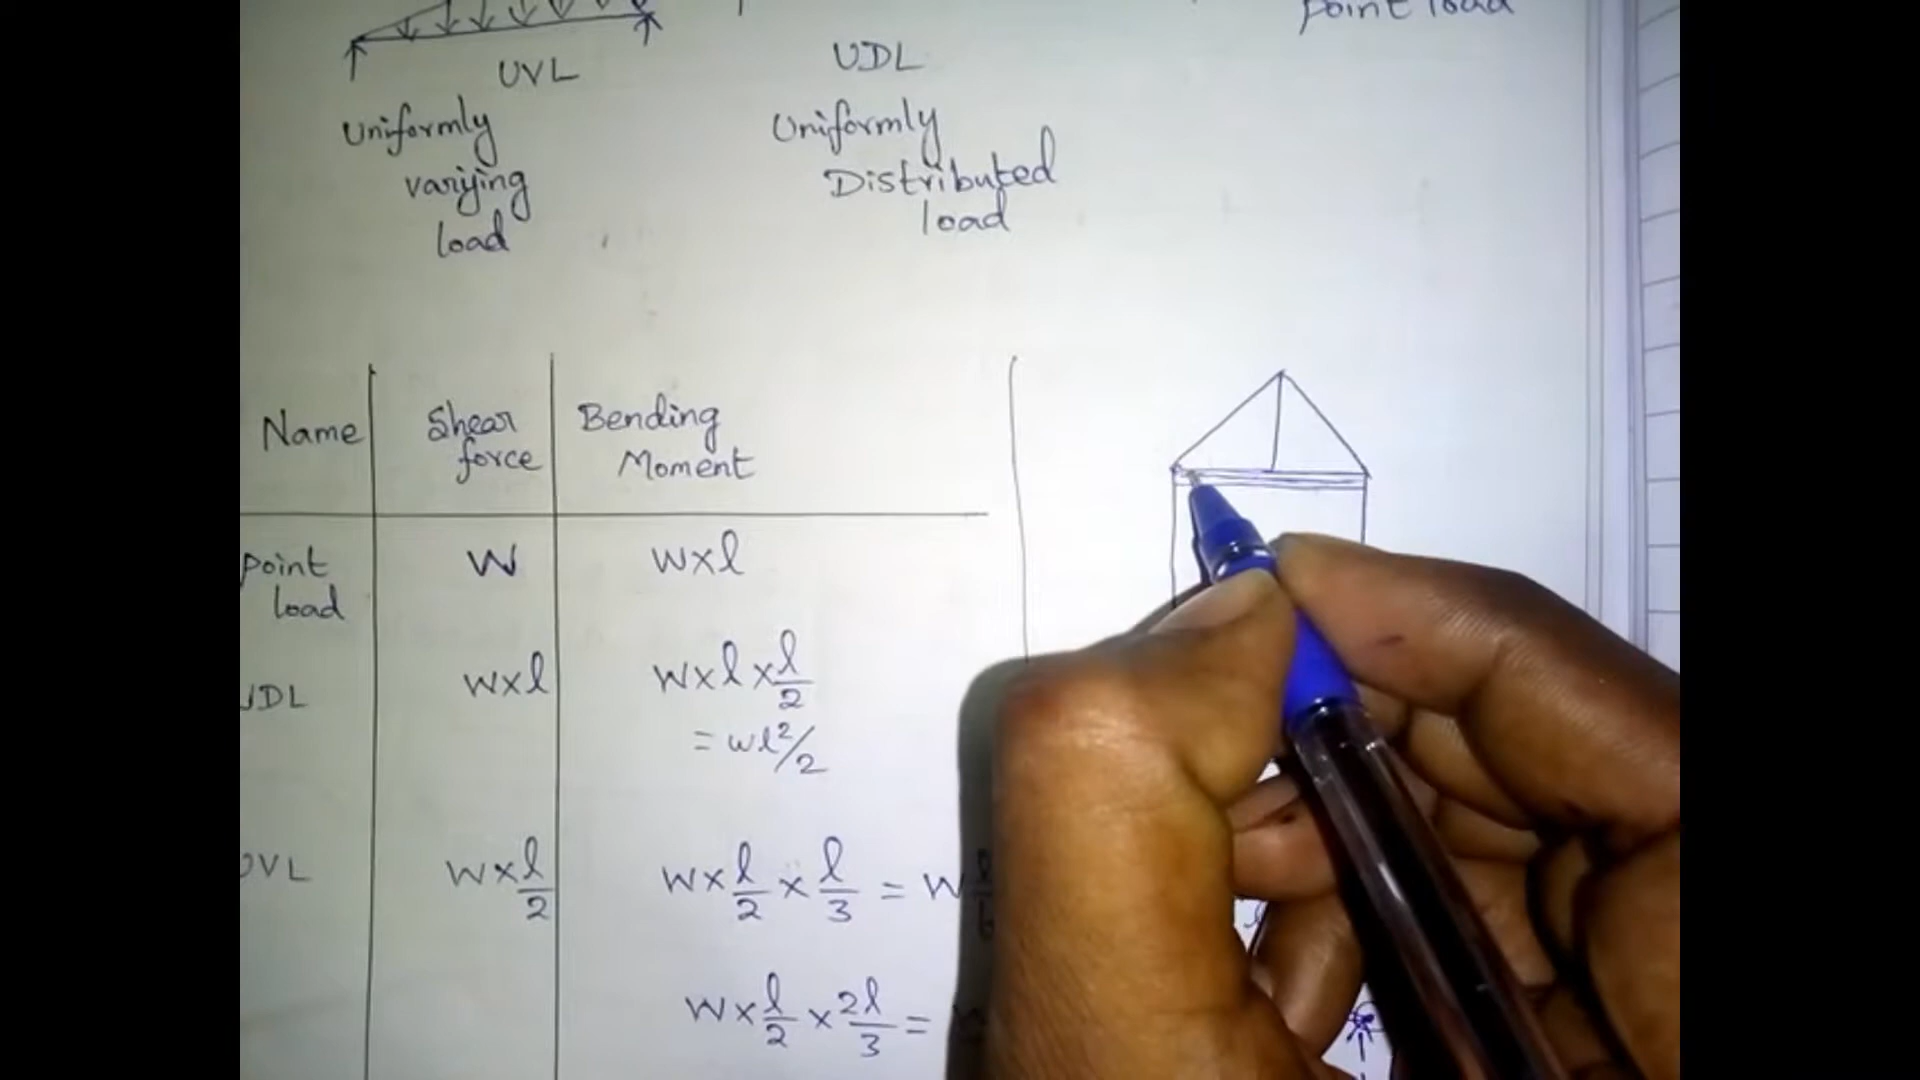 point load
UVL
UDL
Uniformly
varying
load
Uniformly
Distributed
load
Name
Shear
force
Bending
Moment
point
load
W
W×l
UDL
W×l
W×l×l/2
= wl²/2
UVL
W×l/2
W×l/2 × l/3 = W
W×l/2 × 2l/3 =